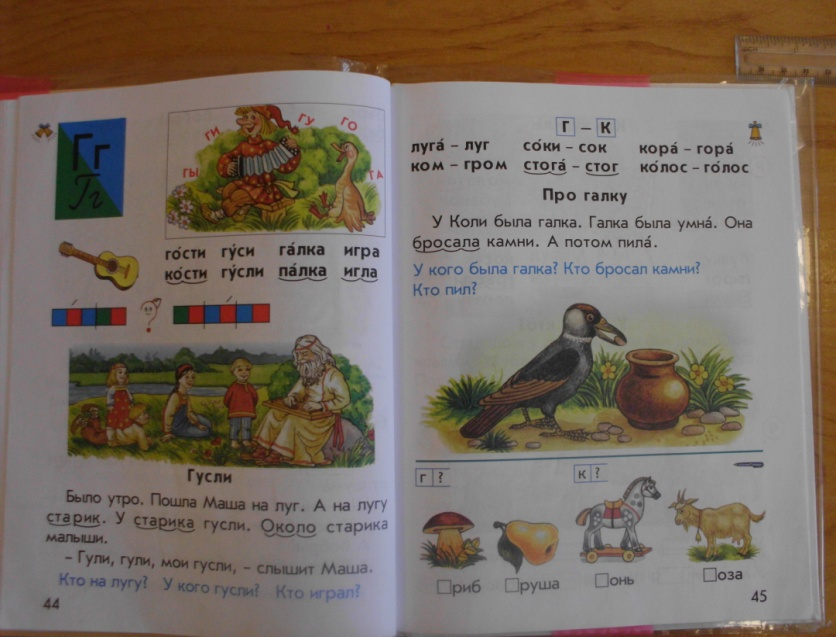 Гг
Гг
ГЫ ГИ ГУ ГО ГА
го́сти гу́си га́лка игра
ко́сти гу́сли па́лка игла
?
Гусли
Было утро. Пошла Маша на луг. А на лугу
старик. У старика гусли. Около старика
малыши.
– Гули, гули, мои гусли, – слышит Маша.
Кто на лугу? У кого гусли? Кто играл?
44
Г – К
луга́ – луг со́ки – сок кора́ – гора́
ком – гром стога́ – стог ко́лос – го́лос
Про галку
У Коли была галка. Галка была умна́. Она
бросала камни. А потом пила́.
У кого была галка? Кто бросал камни?
Кто пил?
г ? к ?
□риб □руша □онь □оза
45